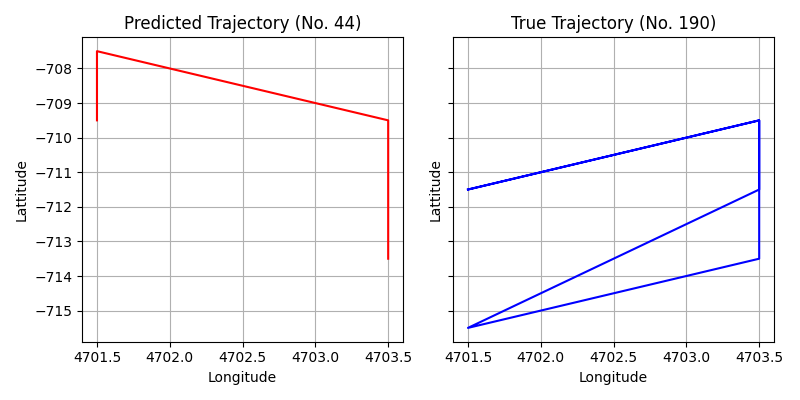 Predicted Trajectory (No. 44)
True Trajectory (No. 190)
−708
−709
−710
−711
−712
−713
−714
−715
Lattitude
Lattitude
4701.5 4702.0 4702.5 4703.0 4703.5
4701.5 4702.0 4702.5 4703.0 4703.5
Longitude
Longitude